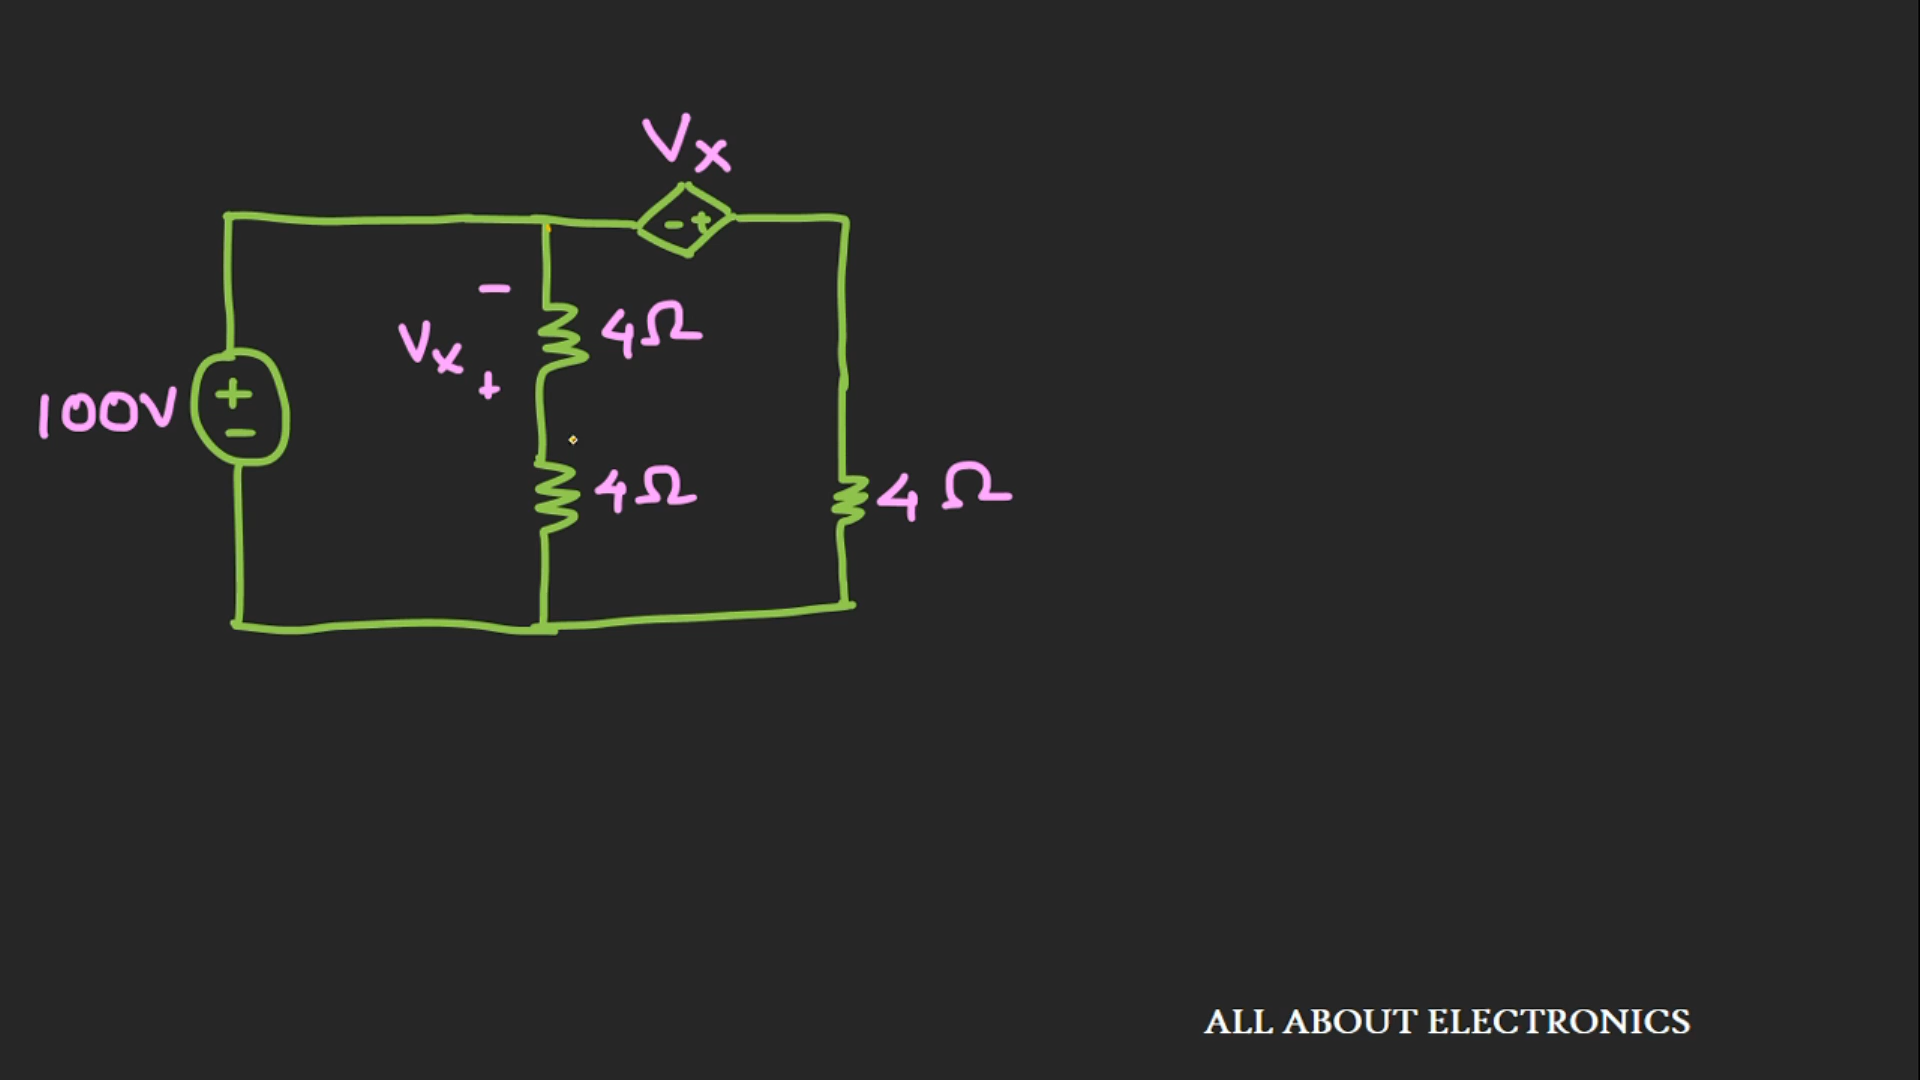 Vx
-+
-
4Ω
Vx
+
100V
+
-
4Ω
4Ω
ALL ABOUT ELECTRONICS